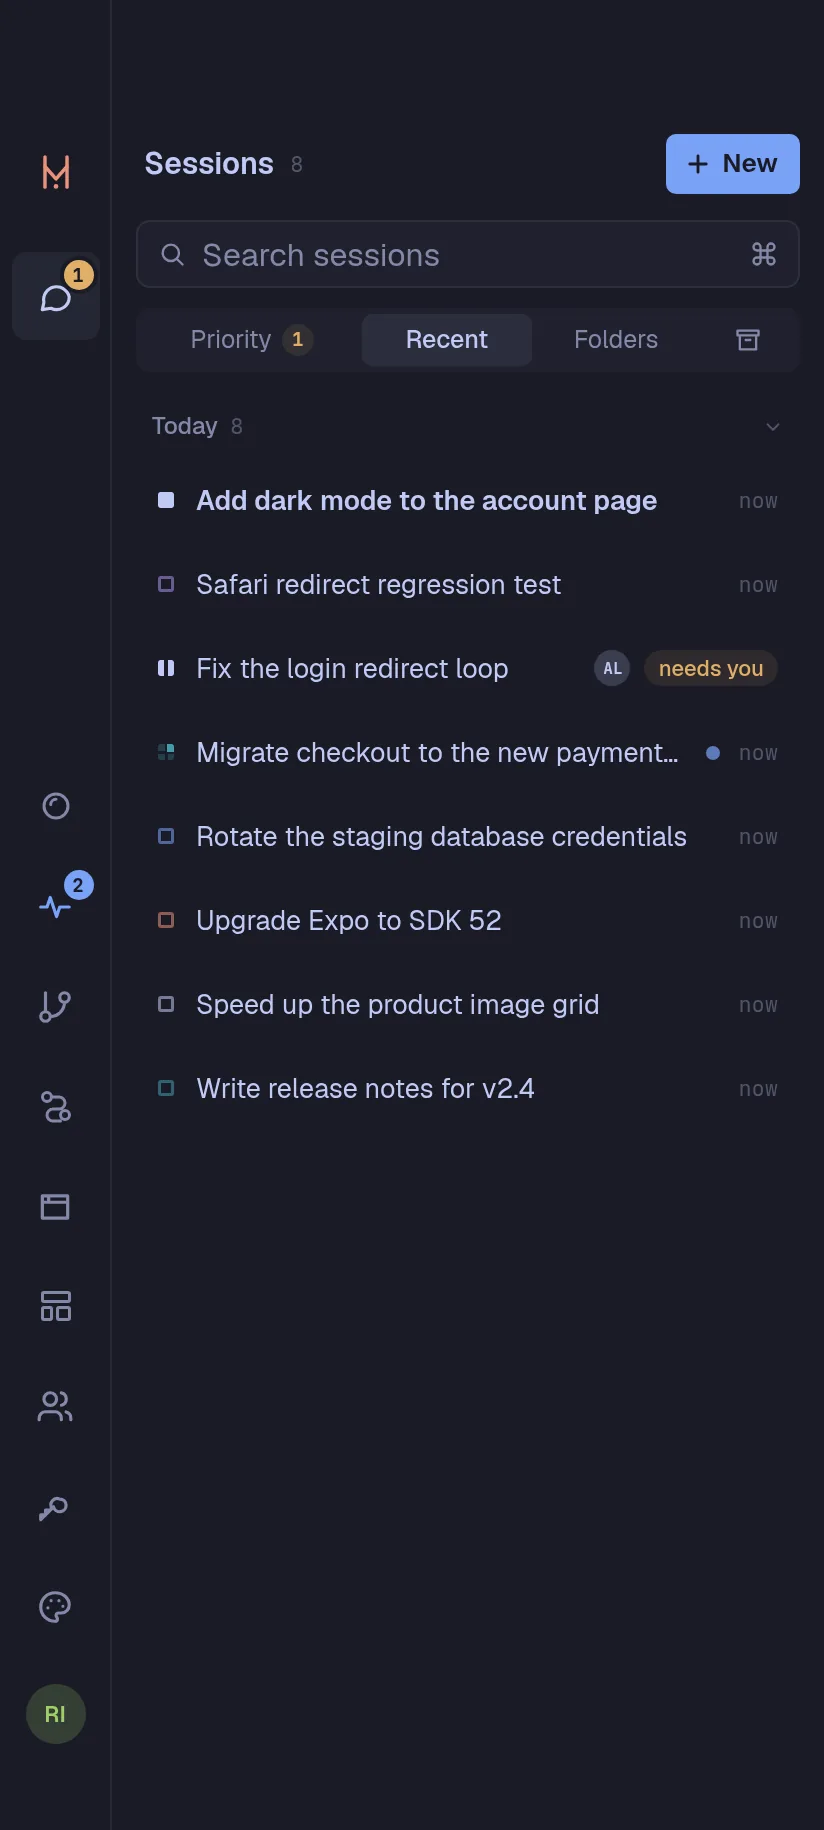 Sessions 8
+ New
1
Search sessions ⌘
Priority 1 Recent Folders
Today 8
Add dark mode to the account page now
Safari redirect regression test now
Fix the login redirect loop AL needs you
Migrate checkout to the new payment… now
Rotate the staging database credentials now
2
Upgrade Expo to SDK 52 now
Speed up the product image grid now
Write release notes for v2.4 now
RI